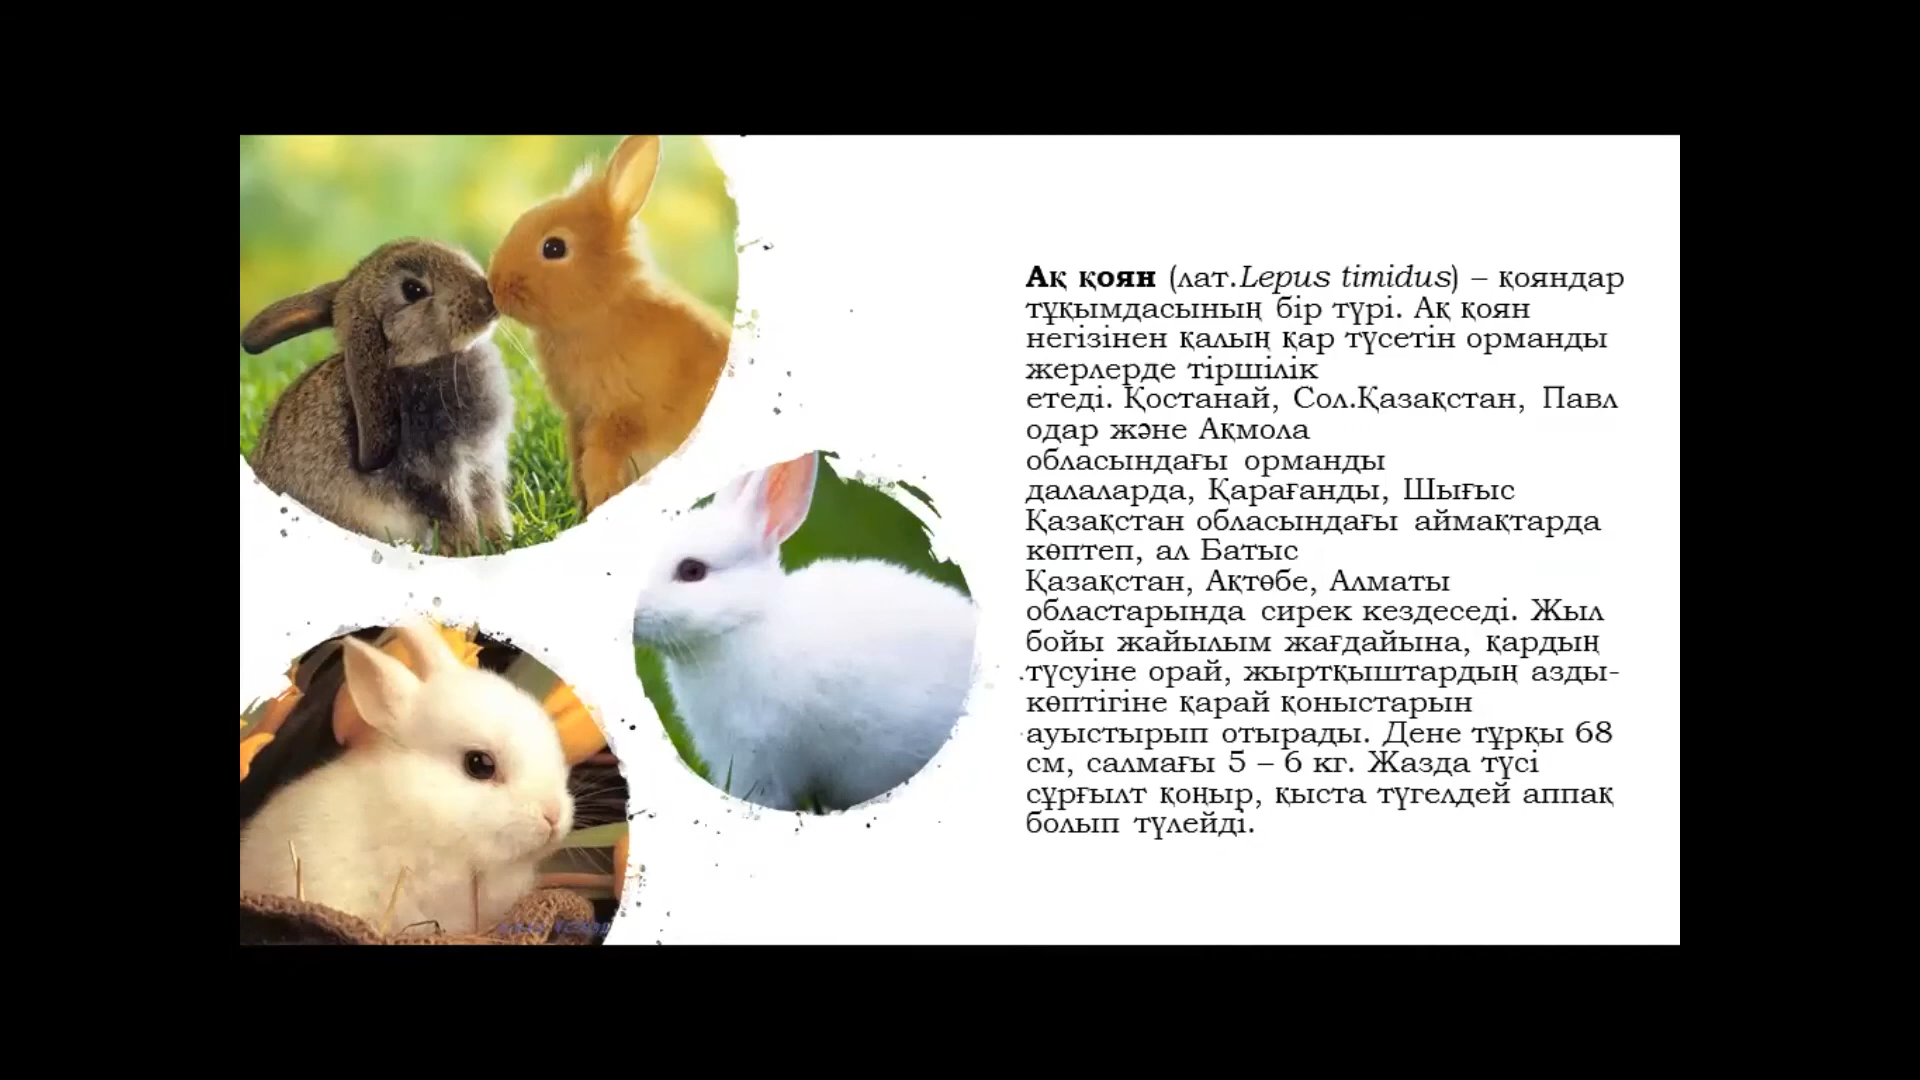 Ақ қоян (лат.Lepus timidus) – қояндар
тұқымдасының бір түрі. Ақ қоян
негізінен қалың қар түсетін орманды
жерлерде тіршілік
етеді. Қостанай, Сол.Қазақстан, Павл
одар және Ақмола
обласындағы орманды
далаларда, Қарағанды, Шығыс
Қазақстан обласындағы аймақтарда
көптеп, ал Батыс
Қазақстан, Ақтөбе, Алматы
областарында сирек кездеседі. Жыл
бойы жайылым жағдайына, қардың
түсуіне орай, жыртқыштардың азды-
көптігіне қарай қоныстарын
ауыстырып отырады. Дене тұрқы 68
см, салмағы 5 – 6 кг. Жазда түсі
сұрғылт қоңыр, қыста түгелдей аппақ
болып түлейді.